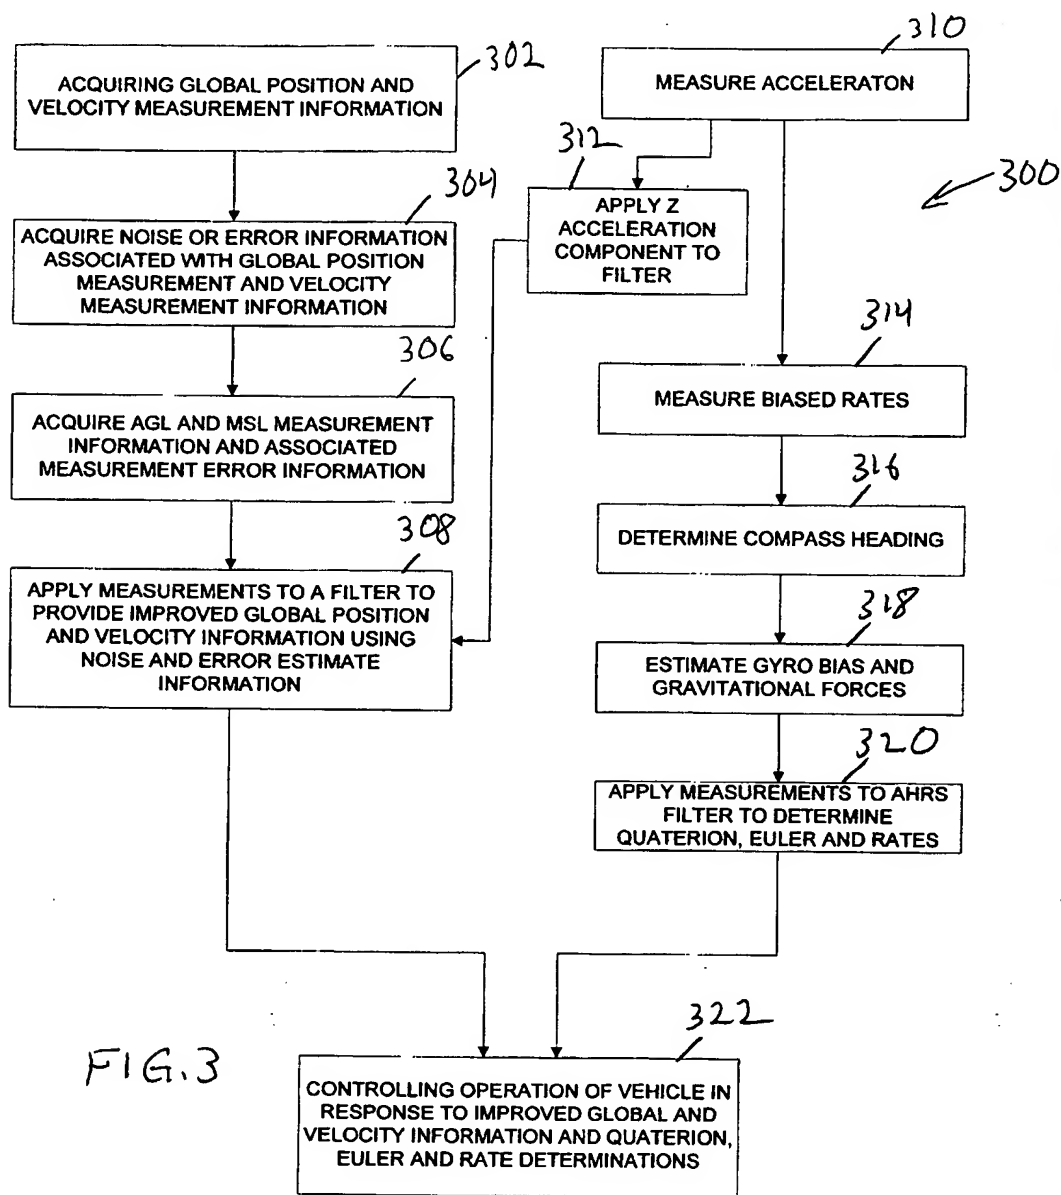 302
ACQUIRING GLOBAL POSITION AND
VELOCITY MEASUREMENT INFORMATION
304
ACQUIRE NOISE OR ERROR INFORMATION
ASSOCIATED WITH GLOBAL POSITION
MEASUREMENT AND VELOCITY
MEASUREMENT INFORMATION
306
ACQUIRE AGL AND MSL MEASUREMENT
INFORMATION AND ASSOCIATED
MEASUREMENT ERROR INFORMATION
308
APPLY MEASUREMENTS TO A FILTER TO
PROVIDE IMPROVED GLOBAL POSITION
AND VELOCITY INFORMATION USING
NOISE AND ERROR ESTIMATE
INFORMATION
310
MEASURE ACCELERATON
312
APPLY Z
ACCELERATION
COMPONENT TO
FILTER
300
314
MEASURE BIASED RATES
316
DETERMINE COMPASS HEADING
318
ESTIMATE GYRO BIAS AND
GRAVITATIONAL FORCES
320
APPLY MEASUREMENTS TO AHRS
FILTER TO DETERMINE
QUATERION, EULER AND RATES
322
CONTROLLING OPERATION OF VEHICLE IN
RESPONSE TO IMPROVED GLOBAL AND
VELOCITY INFORMATION AND QUATERION,
EULER AND RATE DETERMINATIONS
FIG.3